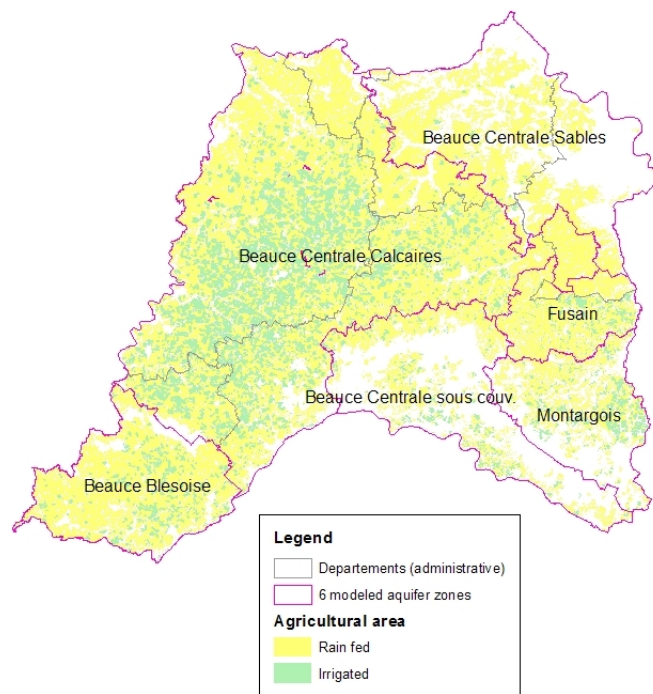 Beauce Centrale Sables
Beauce Centrale Calcaires
Fusain
Beauce Centrale sous couv.
Montargois
Beauce Blesoise
Legend
Departements (administrative)
6 modeled aquifer zones
Agricultural area
Rain fed
Irrigated